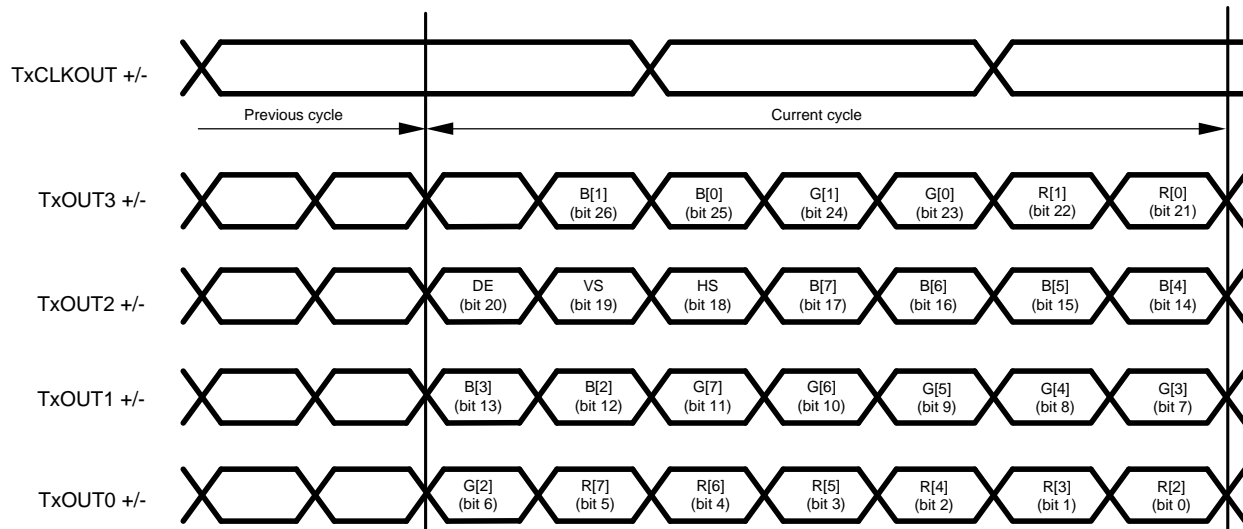 TxCLKOUT +/-
Previous cycle
Current cycle
TxOUT3 +/-
B[1]
(bit 26)
B[0]
(bit 25)
G[1]
(bit 24)
G[0]
(bit 23)
R[1]
(bit 22)
R[0]
(bit 21)
TxOUT2 +/-
DE
(bit 20)
VS
(bit 19)
HS
(bit 18)
B[7]
(bit 17)
B[6]
(bit 16)
B[5]
(bit 15)
B[4]
(bit 14)
TxOUT1 +/-
B[3]
(bit 13)
B[2]
(bit 12)
G[7]
(bit 11)
G[6]
(bit 10)
G[5]
(bit 9)
G[4]
(bit 8)
G[3]
(bit 7)
TxOUT0 +/-
G[2]
(bit 6)
R[7]
(bit 5)
R[6]
(bit 4)
R[5]
(bit 3)
R[4]
(bit 2)
R[3]
(bit 1)
R[2]
(bit 0)